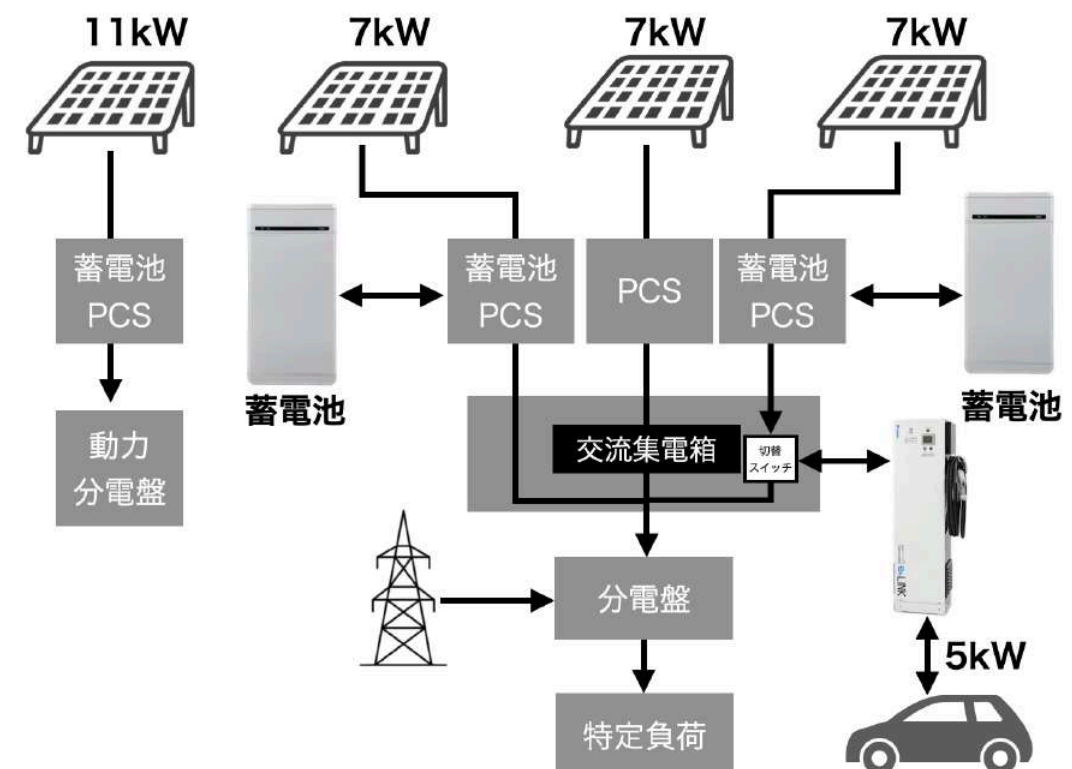 11kW
7kW
7kW
7kW
蓄電池
PCS
蓄電池
PCS
PCS
蓄電池
PCS
蓄電池
蓄電池
動力
分電盤
交流集電箱
切替
スイッチ
分電盤
LINK
5kW
特定負荷